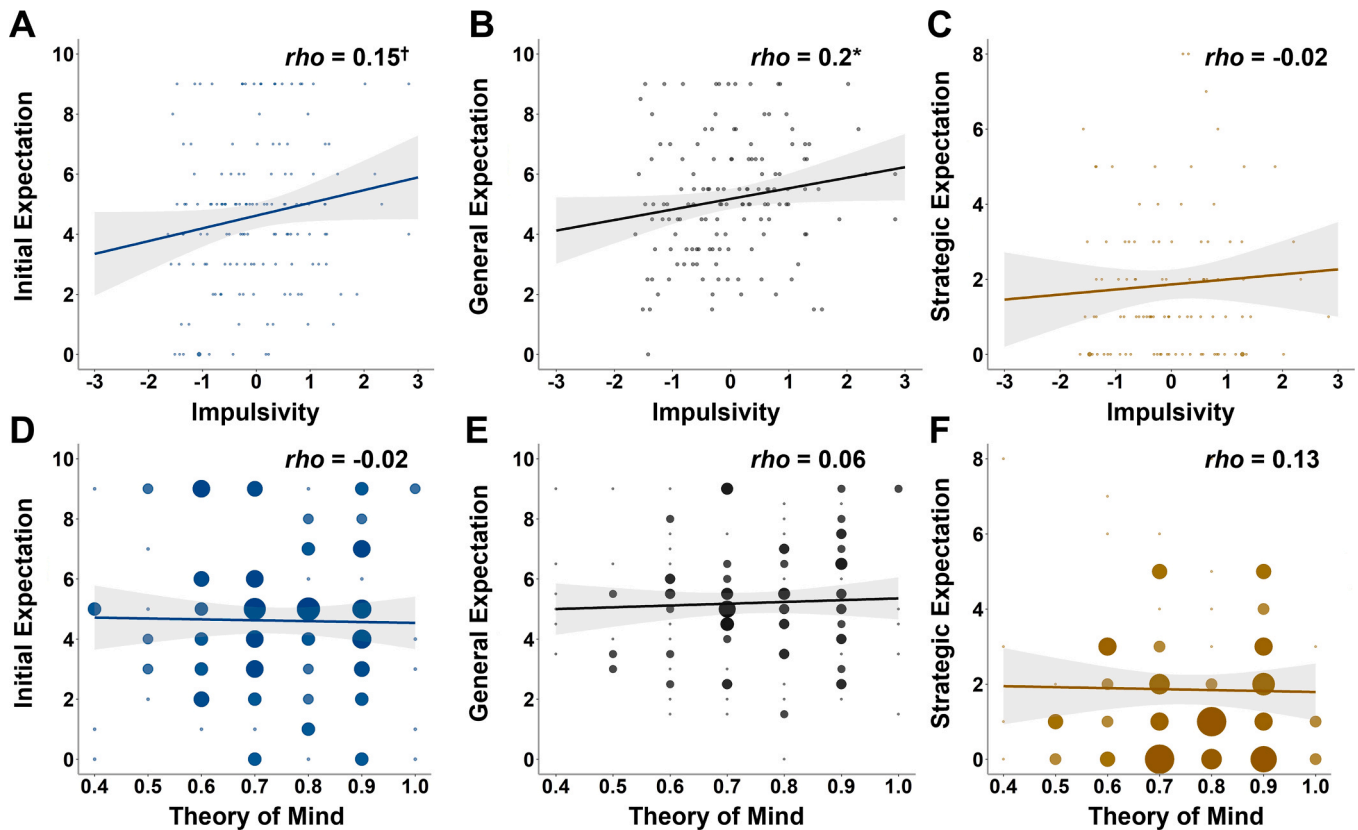 A
rho = 0.15†
Initial Expectation
10
8
6
4
2
0
-3 -2 -1 0 1 2 3
Impulsivity
B
rho = 0.2*
General Expectation
10
8
6
4
2
0
-3 -2 -1 0 1 2 3
Impulsivity
C
rho = -0.02
Strategic Expectation
8
6
4
2
0
-3 -2 -1 0 1 2 3
Impulsivity
D
rho = -0.02
Initial Expectation
10
8
6
4
2
0
0.4 0.5 0.6 0.7 0.8 0.9 1.0
Theory of Mind
E
rho = 0.06
General Expectation
10
8
6
4
2
0
0.4 0.5 0.6 0.7 0.8 0.9 1.0
Theory of Mind
F
rho = 0.13
Strategic Expectation
8
6
4
2
0
0.4 0.5 0.6 0.7 0.8 0.9 1.0
Theory of Mind